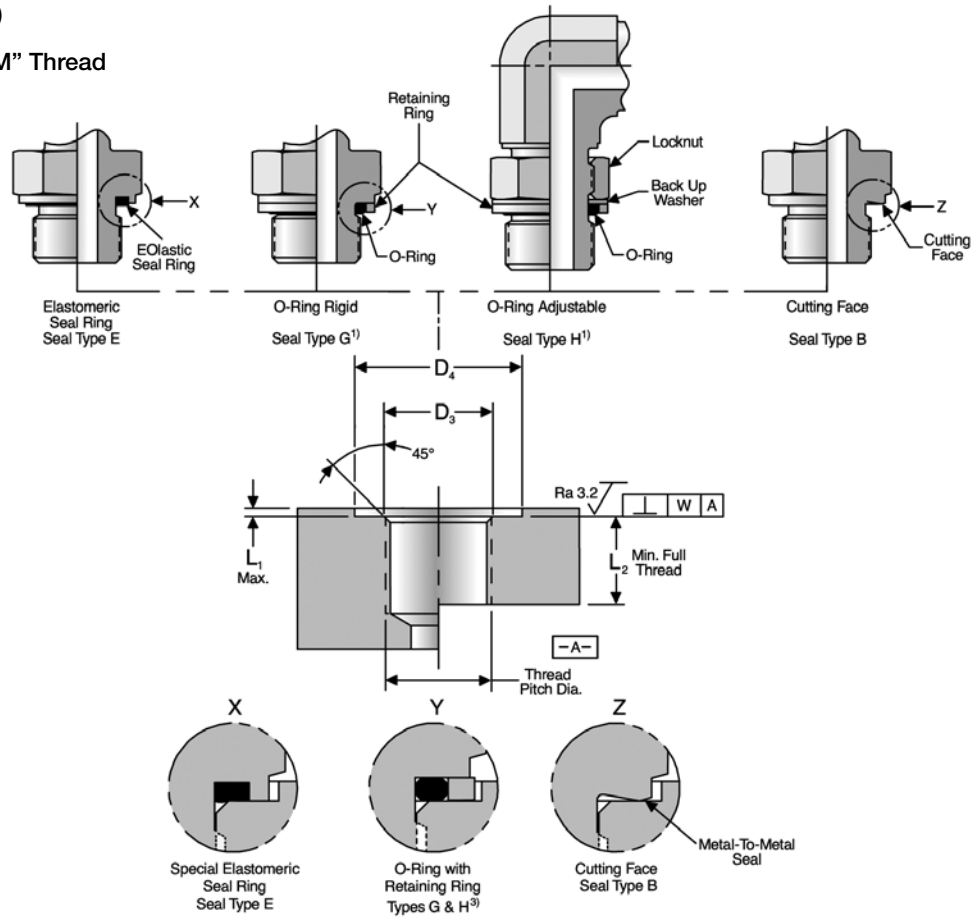 )
M” Thread
Retaining
Ring
Locknut
Back Up
Washer
O-Ring
X
EOlastic
Seal Ring
Y
O-Ring
Z
Cutting
Face
Elastomeric
Seal Ring
Seal Type E
O-Ring Rigid
Seal Type G¹⁾
O-Ring Adjustable
Seal Type H¹⁾
Cutting Face
Seal Type B
D₄
D₃
45°
Ra 3.2
⊥ W A
L₁
Max.
L₂
Min. Full
Thread
–A–
Thread
Pitch Dia.
X
Y
Z
Metal-To-Metal
Seal
Special Elastomeric
Seal Ring
Seal Type E
O-Ring with
Retaining Ring
Types G & H³⁾
Cutting Face
Seal Type B